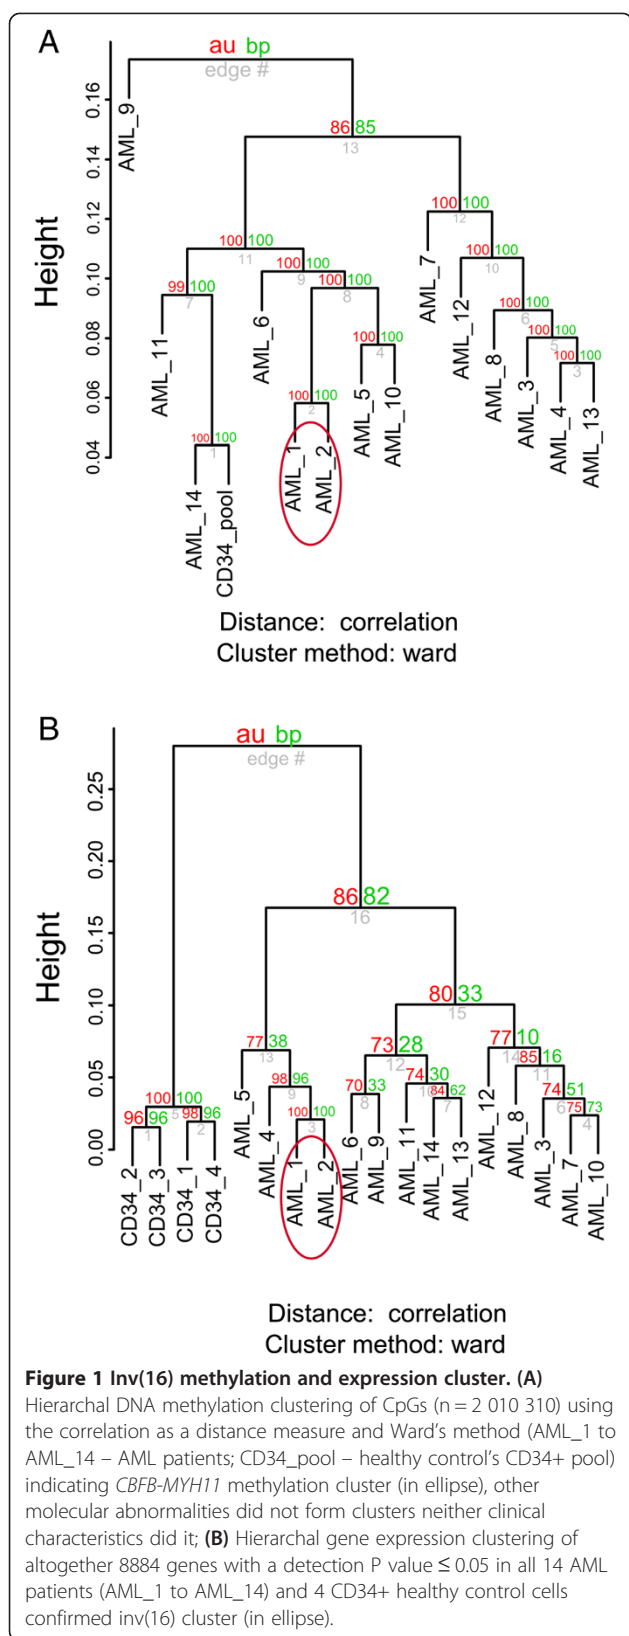 A
au bp
edge #
Height
0.16
0.14
0.12
0.10
0.08
0.06
0.04
AML_9
86 85
13
100 100
12
AML_7
100 100
11
100 100
10
AML_12
99 100
7
100 100
9
100 100
8
AML_11
AML_6
100 100
6
AML_8
100 100
5
AML_3
100 100
4
100 100
3
AML_5
AML_10
AML_4
AML_13
100 100
2
AML_1
AML_2
100 100
1
AML_14
CD34_pool
Distance: correlation
Cluster method: ward
B
au bp
edge #
Height
0.25
0.20
0.15
0.10
0.05
0.00
86 82
16
80 33
15
77 38
13
73 28
12
77 10
14
85 16
11
AML_5
98 96
9
70 33
8
74 30
10
84 62
7
AML_12
AML_8
74 51
6
75 73
4
100 100
5
96 96
1
98 96
2
AML_4
100 100
3
CD34_2
CD34_3
CD34_1
CD34_4
AML_1
AML_2
AML_6
AML_9
AML_11
AML_14
AML_13
AML_3
AML_7
AML_10
Distance: correlation
Cluster method: ward
Figure 1 Inv(16) methylation and expression cluster. (A)
Hierarchal DNA methylation clustering of CpGs (n = 2 010 310) using
the correlation as a distance measure and Ward's method (AML_1 to
AML_14 – AML patients; CD34_pool – healthy control's CD34+ pool)
indicating CBFB-MYH11 methylation cluster (in ellipse), other
molecular abnormalities did not form clusters neither clinical
characteristics did it; (B) Hierarchal gene expression clustering of
altogether 8884 genes with a detection P value ≤ 0.05 in all 14 AML
patients (AML_1 to AML_14) and 4 CD34+ healthy control cells
confirmed inv(16) cluster (in ellipse).